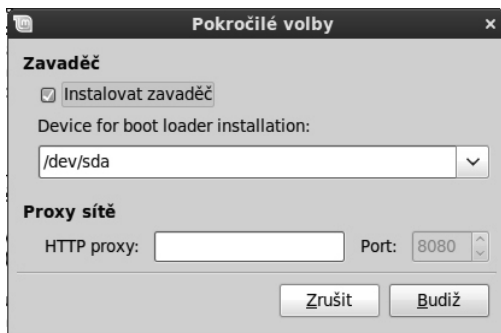 Pokročilé volby
Zavaděč
Instalovat zavaděč
Device for boot loader installation:
/dev/sda
Proxy sítě
HTTP proxy: Port: 8080
Zrušit Budiž